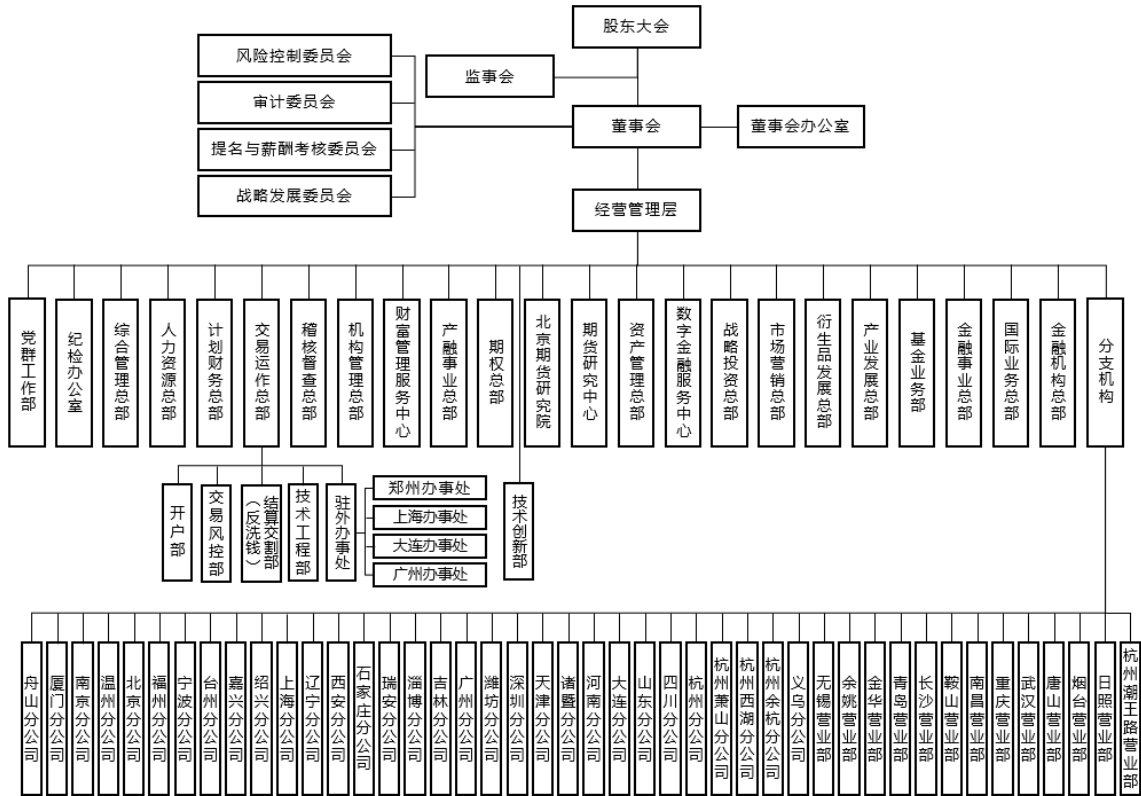 股东大会
风险控制委员会
监事会
审计委员会
董事会
董事会办公室
提名与薪酬考核委员会
战略发展委员会
经营管理层
党群工作部
纪检办公室
综合管理总部
人力资源总部
计划财务总部
交易运作总部
稽核督查总部
机构管理总部
财富管理服务中心
产融事业总部
期权总部
北京期货研究院
期货研究中心
资产管理总部
数字金融服务中心
战略投资总部
市场营销总部
衍生品发展总部
产业发展总部
基金业务部
金融事业总部
国际业务总部
金融机构总部
分支机构
开户部
交易风控部
结算交割部
（反洗钱）
技术工程部
驻外办事处
郑州办事处
上海办事处
大连办事处
广州办事处
技术创新部
舟山分公司
厦门分公司
南京分公司
温州分公司
北京分公司
福州分公司
宁波分公司
台州分公司
嘉兴分公司
绍兴分公司
上海分公司
辽宁分公司
西安分公司
石家庄分公司
瑞安分公司
淄博分公司
吉林分公司
广州分公司
潍坊分公司
深圳分公司
天津分公司
诸暨分公司
河南分公司
大连分公司
山东分公司
四川分公司
杭州分公司
杭州萧山分公司
杭州西湖分公司
杭州余杭分公司
义乌分公司
无锡营业部
余姚营业部
金华营业部
青岛营业部
长沙营业部
鞍山营业部
南昌营业部
重庆营业部
武汉营业部
唐山营业部
烟台营业部
日照营业部
杭州潮王路营业部